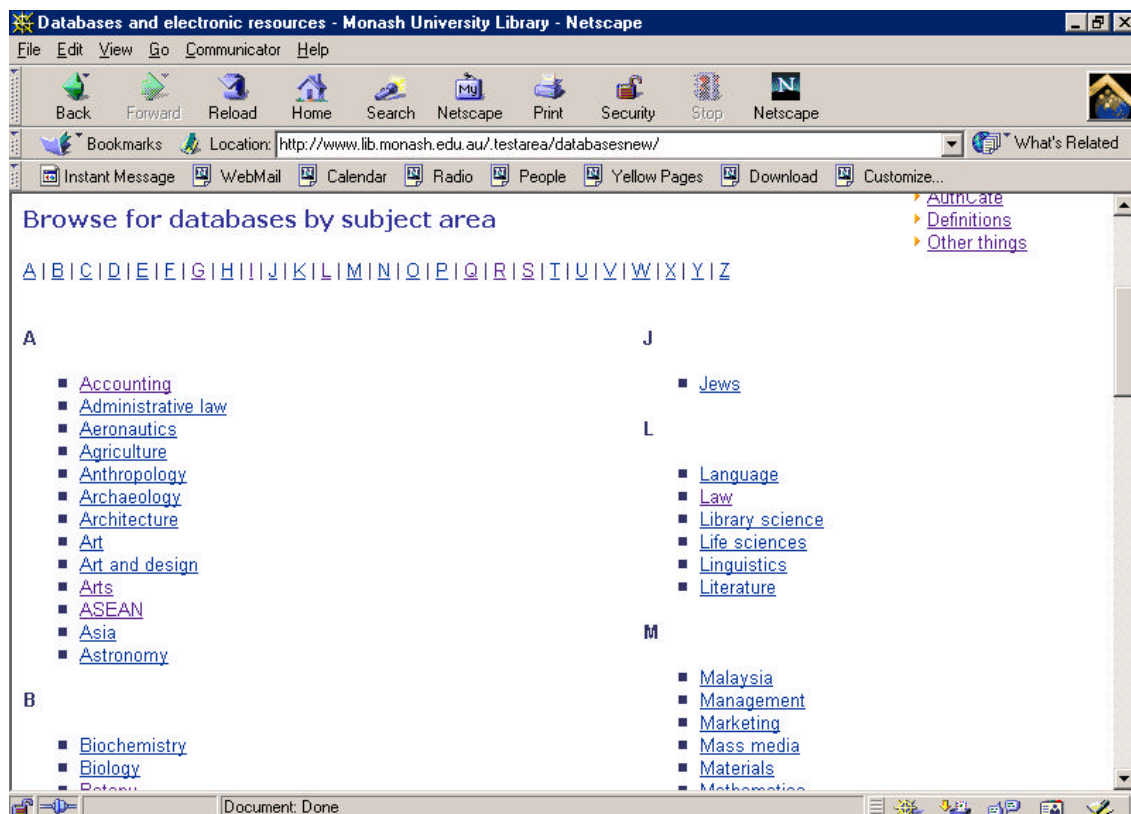 Databases and electronic resources - Monash University Library - Netscape
File Edit View Go Communicator Help
Back Forward Reload Home Search Netscape Print Security Stop Netscape
My
N
Bookmarks Location: http://www.lib.monash.edu.au/.testarea/databasesnew/ What's Related
Instant Message WebMail Calendar Radio People Yellow Pages Download Customize...
AuthCate
Definitions
Other things
Browse for databases by subject area
A | B | C | D | E | F | G | H | I | J | K | L | M | N | O | P | Q | R | S | T | U | V | W | X | Y | Z
A
Accounting
Administrative law
Aeronautics
Agriculture
Anthropology
Archaeology
Architecture
Art
Art and design
Arts
ASEAN
Asia
Astronomy
B
Biochemistry
Biology
Botany
J
Jews
L
Language
Law
Library science
Life sciences
Linguistics
Literature
M
Malaysia
Management
Marketing
Mass media
Materials
Mathematics
Document: Done